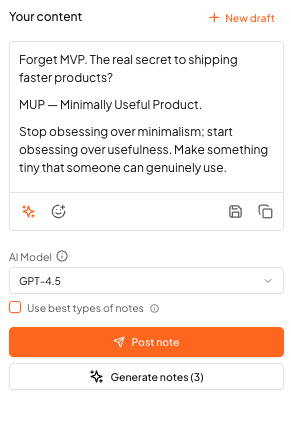 Your content
New draft
Forget MVP. The real secret to shipping
faster products?
MUP — Minimally Useful Product.
Stop obsessing over minimalism; start
obsessing over usefulness. Make something
tiny that someone can genuinely use.
AI Model
GPT-4.5
Use best types of notes
Post note
Generate notes (3)